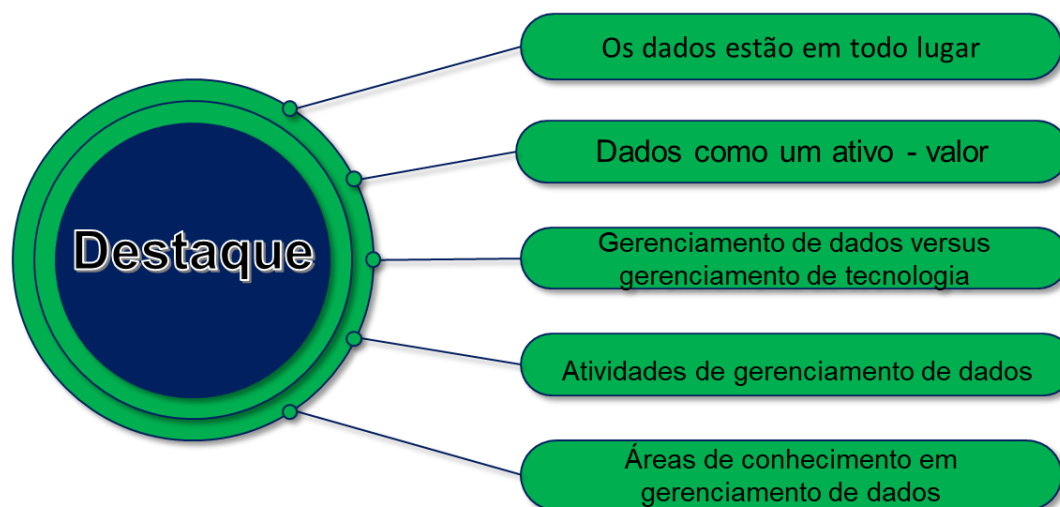 Os dados estão em todo lugar
Dados como um ativo - valor
Destaque
Gerenciamento de dados versus
gerenciamento de tecnologia
Atividades de gerenciamento de dados
Áreas de conhecimento em
gerenciamento de dados